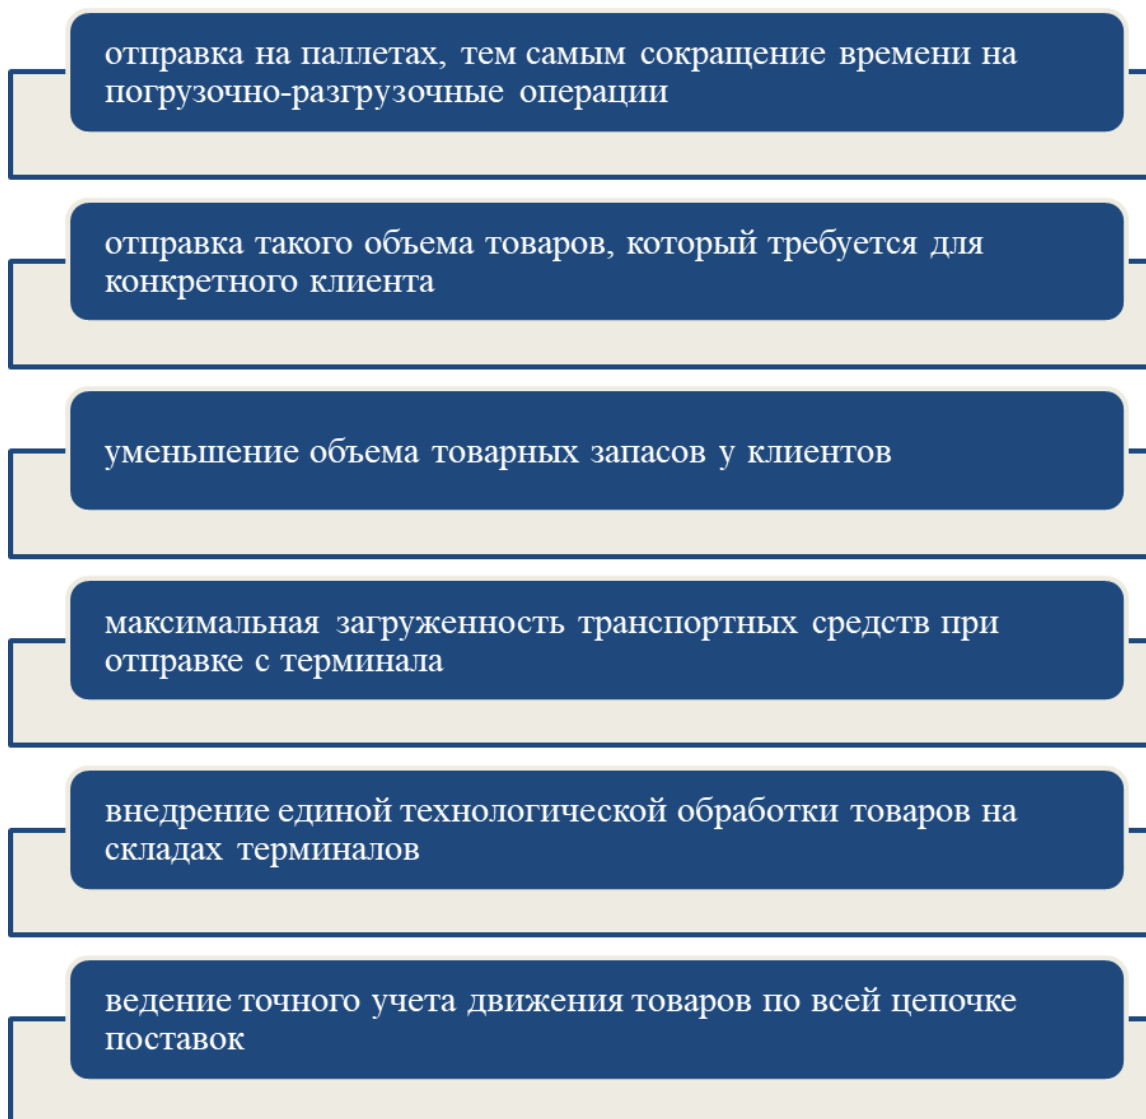 отправка на паллетах, тем самым сокращение времени на
погрузочно-разгрузочные операции
отправка такого объема товаров, который требуется для
конкретного клиента
уменьшение объема товарных запасов у клиентов
максимальная загруженность транспортных средств при
отправке с терминала
внедрение единой технологической обработки товаров на
складах терминалов
ведение точного учета движения товаров по всей цепочке
поставок